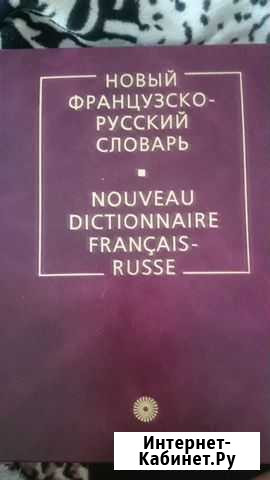 НОВЫЙ
ФРАНЦУЗСКО-
РУССКИЙ
СЛОВАРЬ
NOUVEAU
DICTIONNAIRE
FRANÇAIS-
RUSSE
Интернет-
Кабинет.Ру